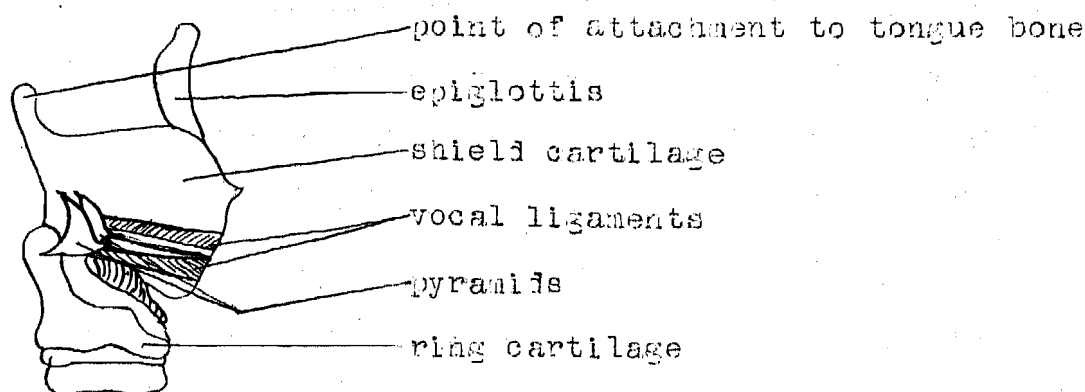 point of attachment to tongue bone
epiglottis
shield cartilage
vocal ligaments
pyramids
ring cartilage